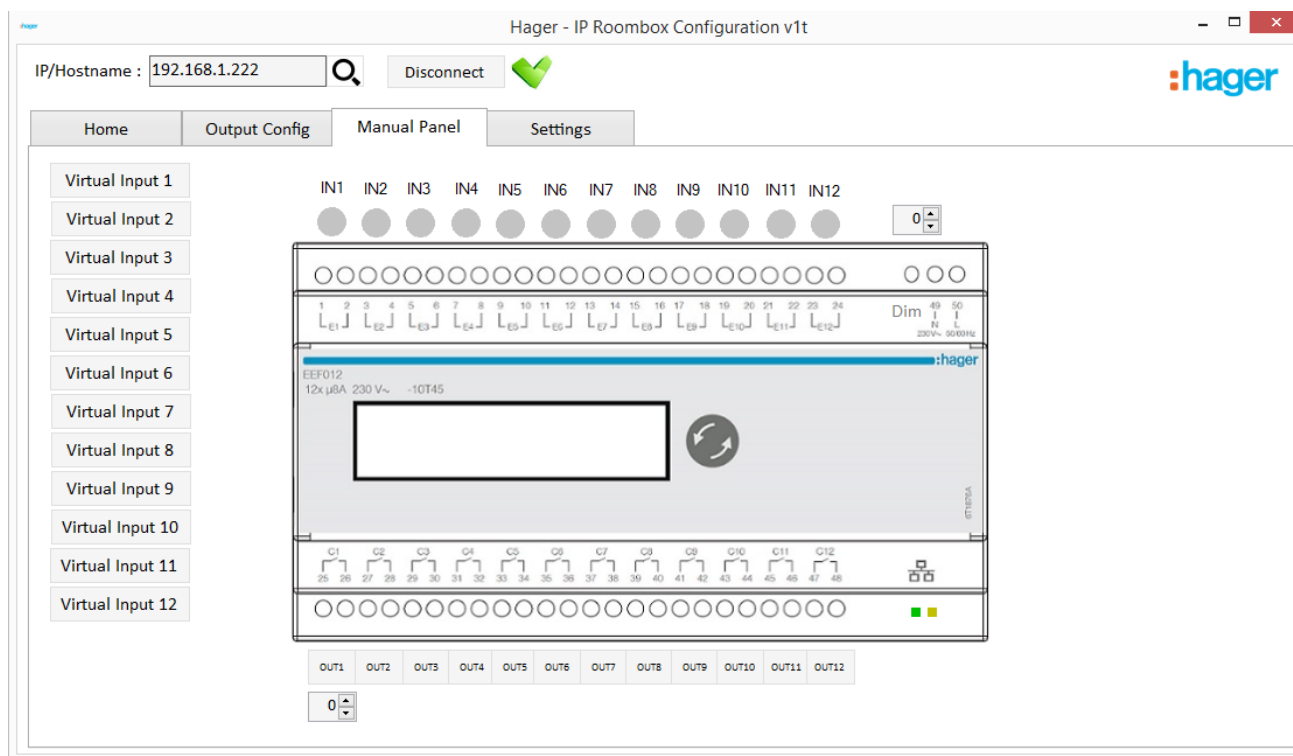 hager
Hager - IP Roombox Configuration v1t
IP/Hostname : 192.168.1.222
Disconnect
:hager
Home Output Config Manual Panel Settings
Virtual Input 1
Virtual Input 2
Virtual Input 3
Virtual Input 4
Virtual Input 5
Virtual Input 6
Virtual Input 7
Virtual Input 8
Virtual Input 9
Virtual Input 10
Virtual Input 11
Virtual Input 12
IN1 IN2 IN3 IN4 IN5 IN6 IN7 IN8 IN9 IN10 IN11 IN12
0
1 2 3 4 5 6 7 8 9 10 11 12 13 14 15 16 17 18 19 20 21 22 23 24
E1 E2 E3 E4 E5 E6 E7 E8 E9 E10 E11 E12
Dim 49 50
N L
230V~ 50/60Hz
:hager
EEF012
12x µ8A 230 V~ -10T45
6T1876A
C1 C2 C3 C4 C5 C6 C7 C8 C9 C10 C11 C12
25 26 27 28 29 30 31 32 33 34 35 36 37 38 39 40 41 42 43 44 45 46 47 48
OUT1 OUT2 OUT3 OUT4 OUT5 OUT6 OUT7 OUT8 OUT9 OUT10 OUT11 OUT12
0